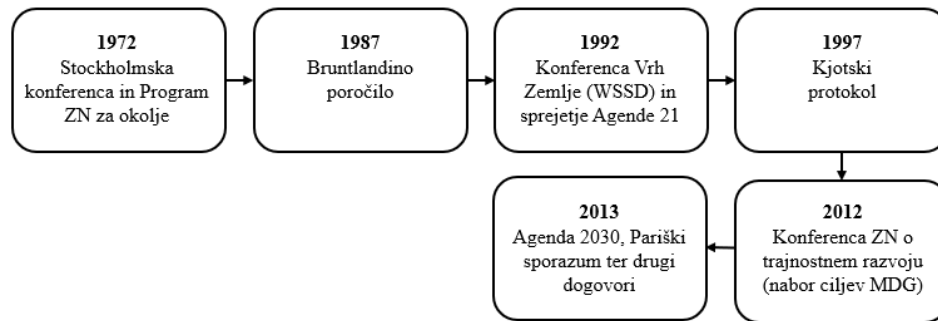 1972
Stockholmska
konferenca in Program
ZN za okolje
1987
Bruntlandino
poročilo
1992
Konferenca Vrh
Zemlje (WSSD) in
sprejetje Agende 21
1997
Kjotski
protokol
2012
Konferenca ZN o
trajnostnem razvoju
(nabor ciljev MDG)
2013
Agenda 2030, Pariški
sporazum ter drugi
dogovori